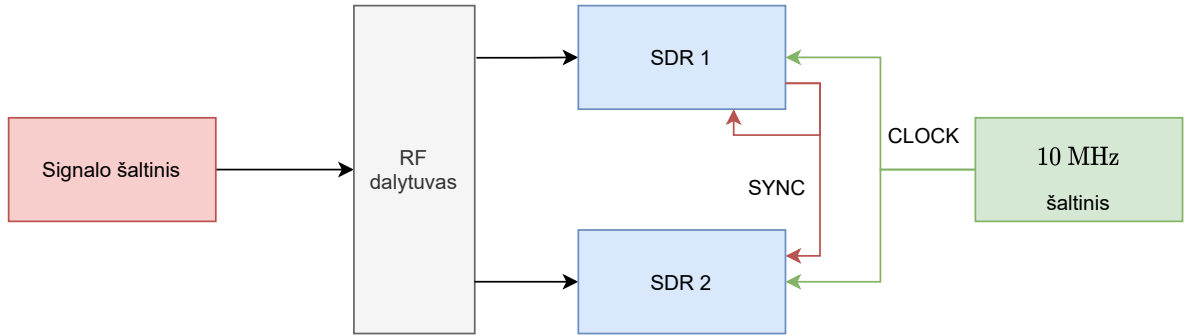 SDR 1
CLOCK
Signalo šaltinis
RF
dalytuvas
10 MHz
šaltinis
SYNC
SDR 2